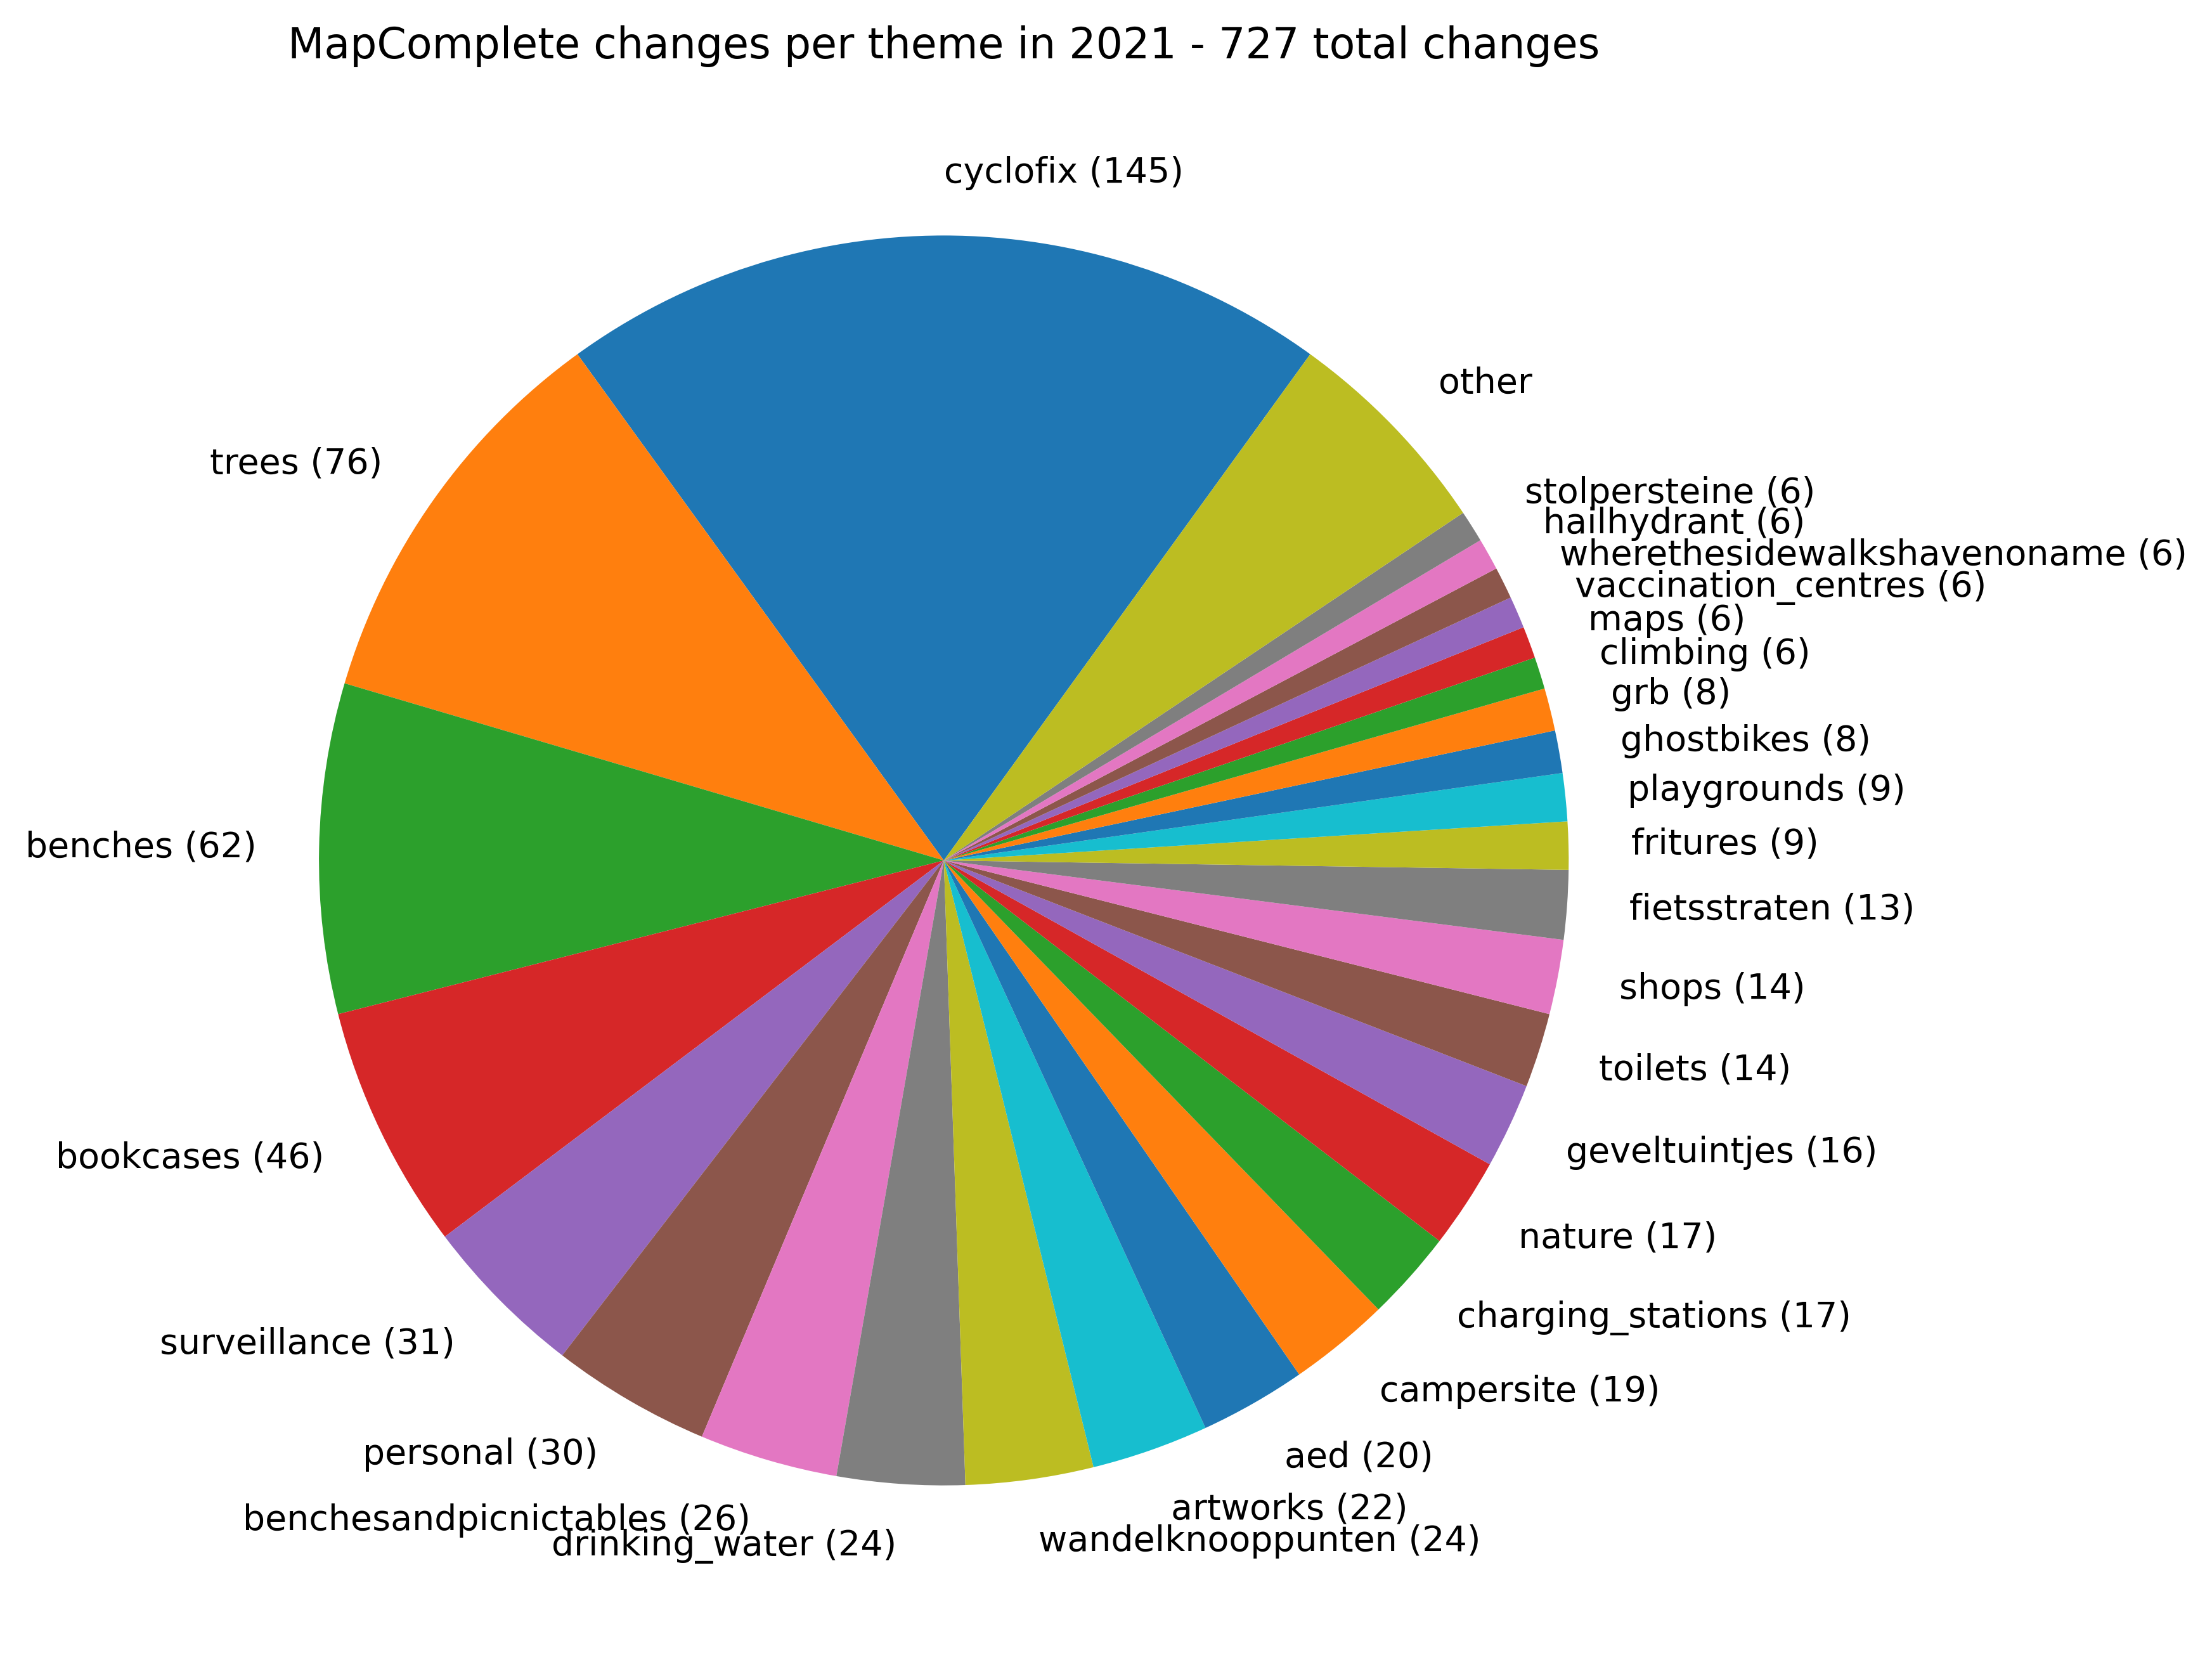 MapComplete changes per theme in 2021 - 727 total changes
cyclofix (145)
other
trees (76)
stolpersteine (6)
hailhydrant (6)
wherethesidewalkshavenoname (6)
vaccination_centres (6)
maps (6)
climbing (6)
grb (8)
ghostbikes (8)
playgrounds (9)
fritures (9)
benches (62)
fietsstraten (13)
shops (14)
toilets (14)
geveltuintjes (16)
bookcases (46)
nature (17)
charging_stations (17)
surveillance (31)
campersite (19)
personal (30)
aed (20)
artworks (22)
benchesandpicnictables (26)
wandelknooppunten (24)
drinking_water (24)